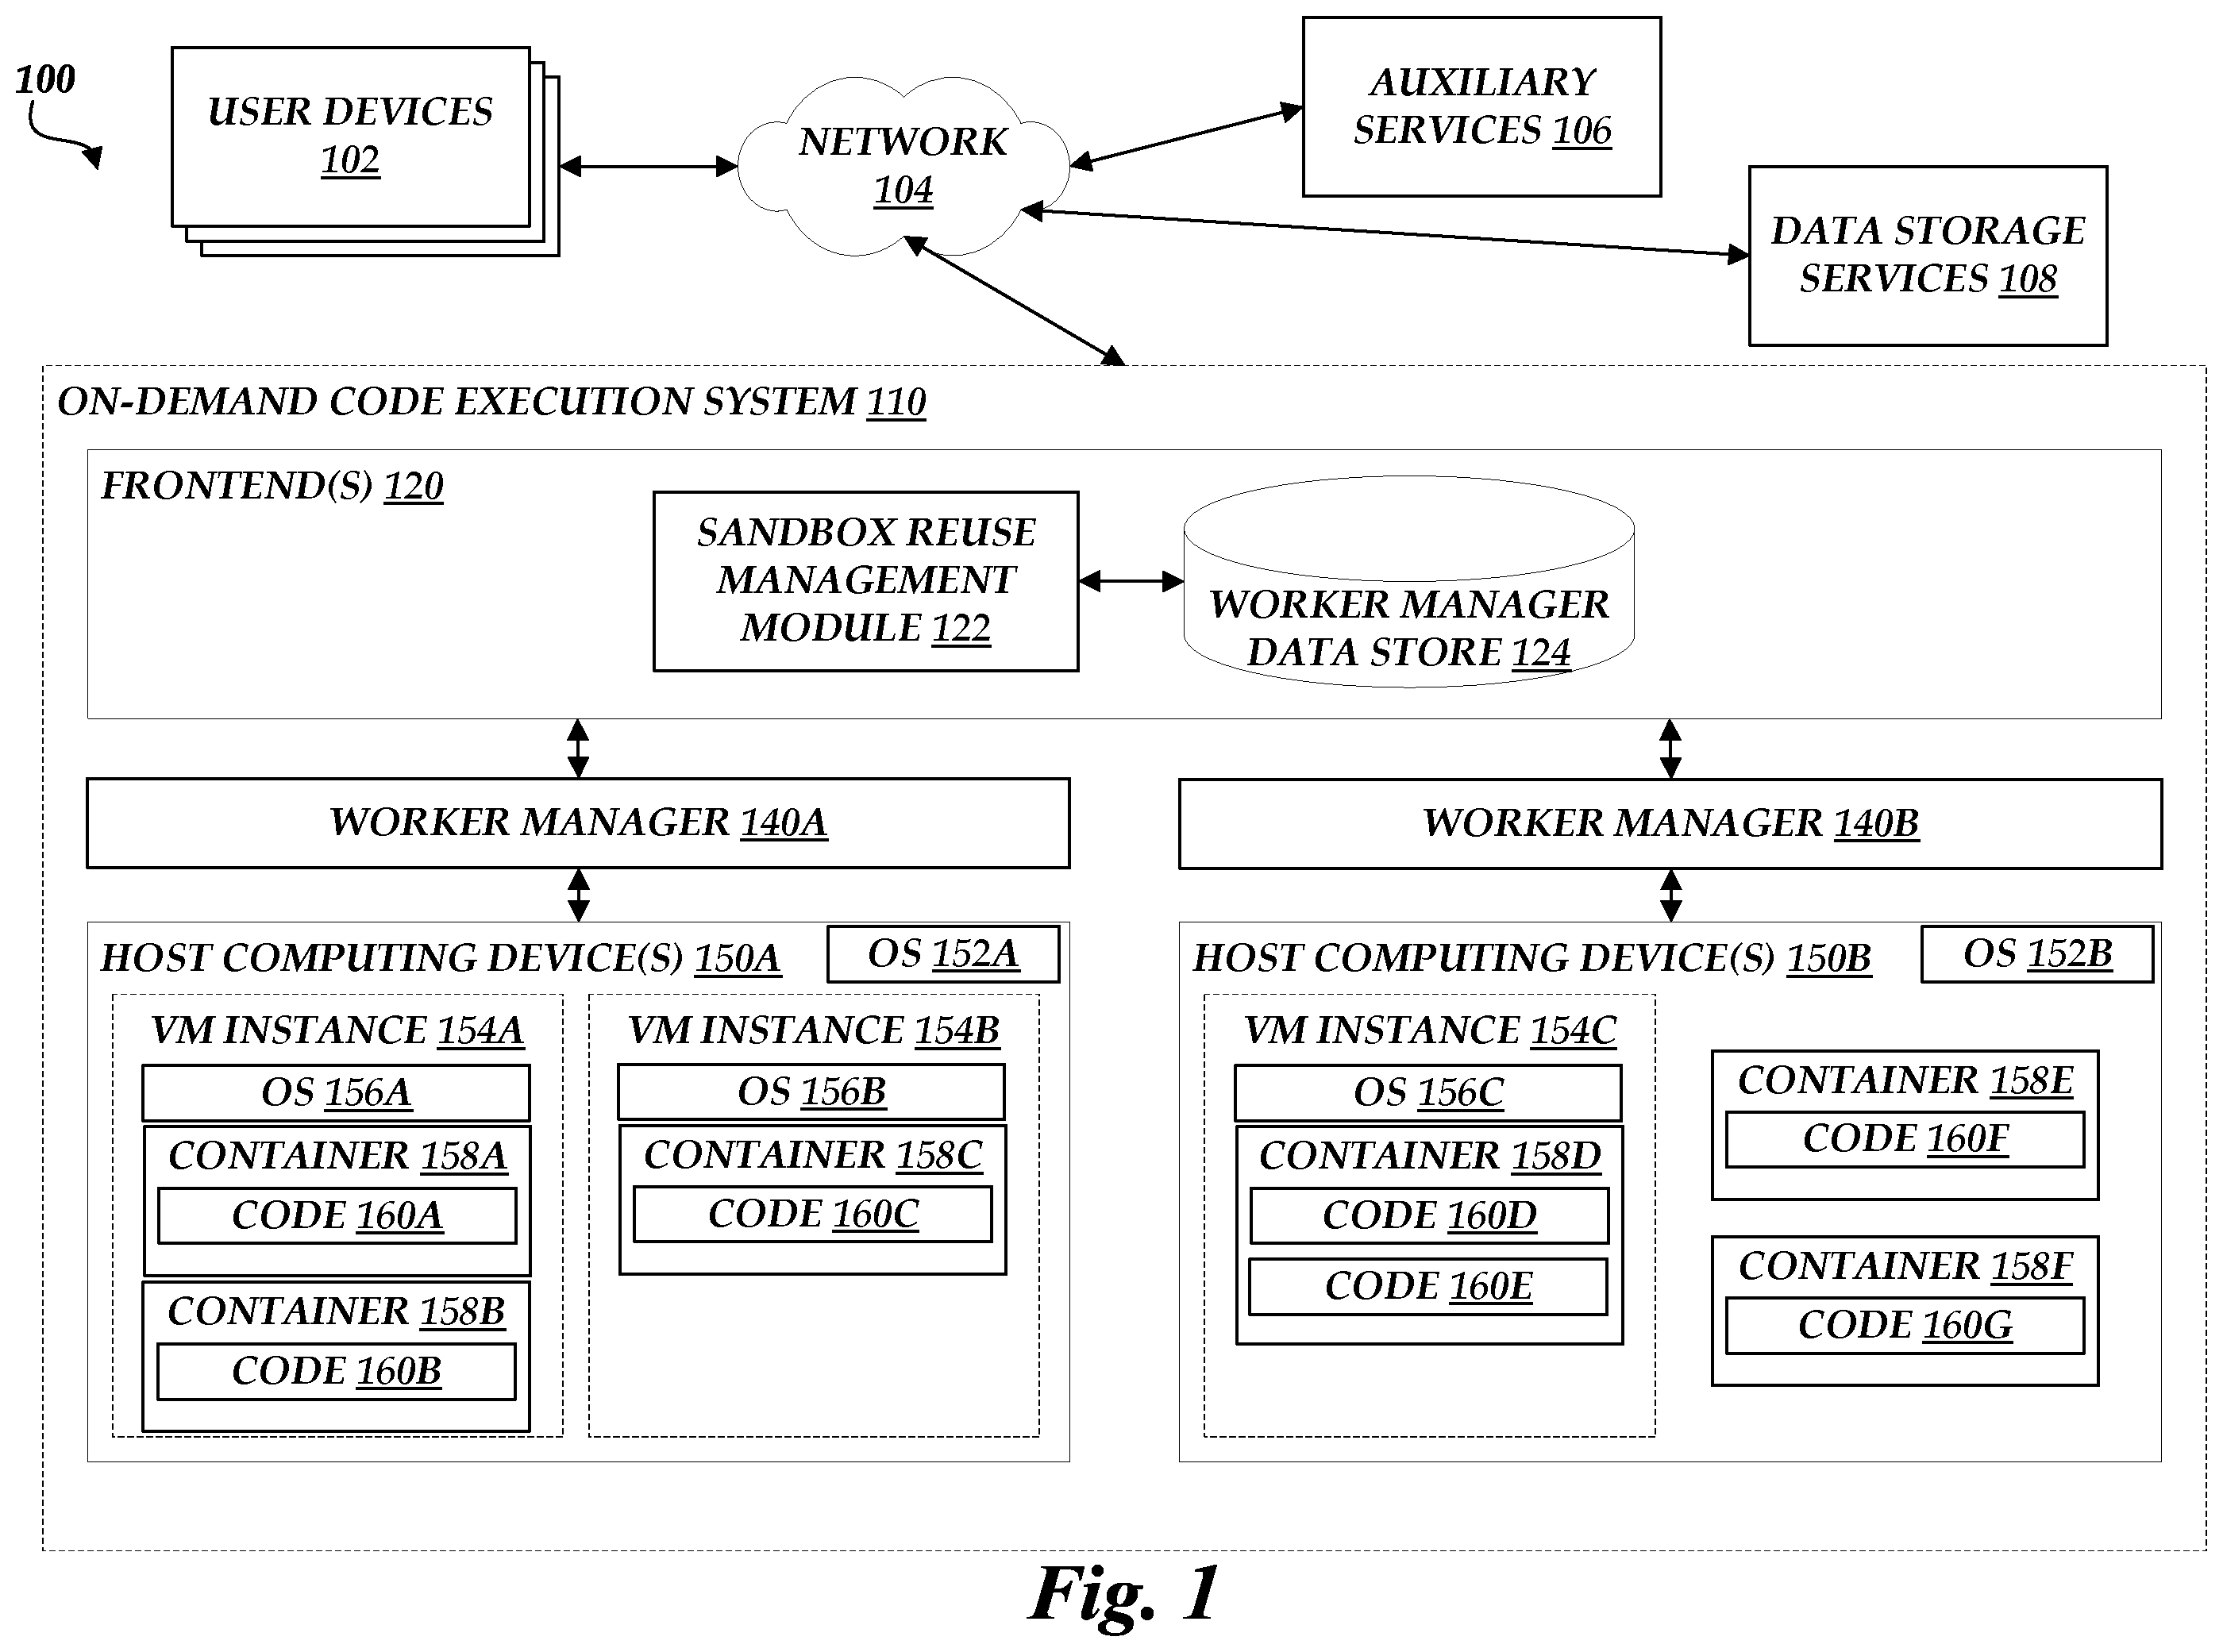 100
USER DEVICES
102
NETWORK
104
AUXILIARY
SERVICES 106
DATA STORAGE
SERVICES 108
ON-DEMAND CODE EXECUTION SYSTEM 110
FRONTEND(S) 120
SANDBOX REUSE
MANAGEMENT
MODULE 122
WORKER MANAGER
DATA STORE 124
WORKER MANAGER 140A
WORKER MANAGER 140B
HOST COMPUTING DEVICE(S) 150A
OS 152A
VM INSTANCE 154A
OS 156A
CONTAINER 158A
CODE 160A
CONTAINER 158B
CODE 160B
VM INSTANCE 154B
OS 156B
CONTAINER 158C
CODE 160C
HOST COMPUTING DEVICE(S) 150B
OS 152B
VM INSTANCE 154C
OS 156C
CONTAINER 158D
CODE 160D
CODE 160E
CONTAINER 158E
CODE 160F
CONTAINER 158F
CODE 160G
Fig. 1